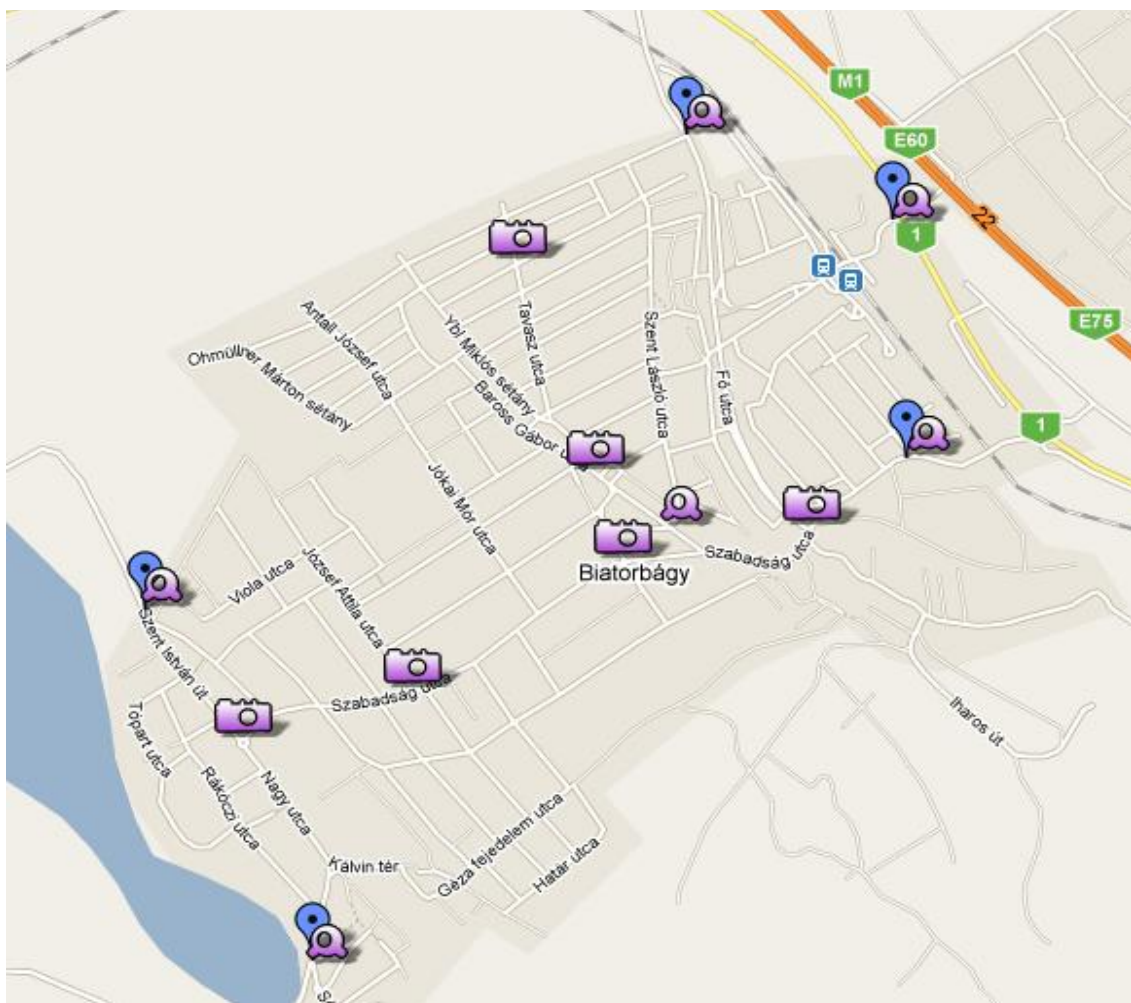 M1
E60
22
1
E75
Antall József utca
Ybl Miklós sétány
Tavasz utca
Szent László utca
Fő utca
Ohmüllner Márton sétány
Baross Gábor u
1
Jókai Mór utca
Szabadság utca
Biatorbágy
Viola utca
József Attila utca
Szent István út
Szabadság utca
Iharos út
Tópart utca
Rákóczi utca
Nagy utca
Géza fejedelem utca
Határ utca
Kálvin tér